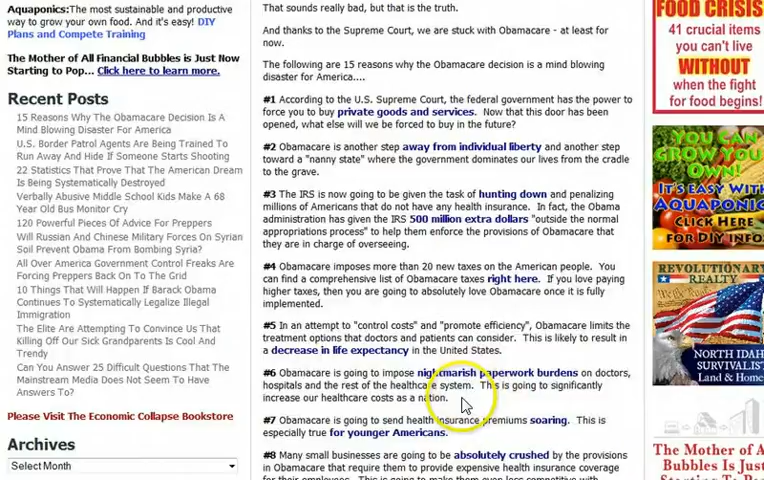 Aquaponics:The most sustainable and productive
way to grow your own food. And it's easy! DIY
Plans and Compete Training
The Mother of All Financial Bubbles is Just Now
Starting to Pop... Click here to learn more.
Recent Posts
15 Reasons Why The Obamacare Decision Is A
Mind Blowing Disaster For America
U.S. Border Patrol Agents Are Being Trained To
Run Away And Hide If Someone Starts Shooting
22 Statistics That Prove That The American Dream
Is Being Systematically Destroyed
Verbally Abusive Middle School Kids Make A 68
Year Old Bus Monitor Cry
120 Powerful Pieces Of Advice For Preppers
Will Russian And Chinese Military Forces On Syrian
Soil Prevent Obama From Bombing Syria?
All Over America Government Control Freaks Are
Forcing Preppers Back On To The Grid
10 Things That Will Happen If Barack Obama
Continues To Systematically Legalize Illegal
Immigration
The Elite Are Attempting To Convince Us That
Killing Off Our Sick Grandparents Is Cool And
Trendy
Can You Answer 25 Difficult Questions That The
Mainstream Media Does Not Seem To Have
Answers To?
Please Visit The Economic Collapse Bookstore
Archives
Select Month
That sounds really bad, but that is the truth.
And thanks to the Supreme Court, we are stuck with Obamacare - at least for
now.
The following are 15 reasons why the Obamacare decision is a mind blowing
disaster for America....
#1 According to the U.S. Supreme Court, the federal government has the power to
force you to buy private goods and services. Now that this door has been
opened, what else will we be forced to buy in the future?
#2 Obamacare is another step away from individual liberty and another step
toward a "nanny state" where the government dominates our lives from the cradle
to the grave.
#3 The IRS is now going to be given the task of hunting down and penalizing
millions of Americans that do not have any health insurance. In fact, the Obama
administration has given the IRS 500 million extra dollars "outside the normal
appropriations process" to help them enforce the provisions of Obamacare that
they are in charge of overseeing.
#4 Obamacare imposes more than 20 new taxes on the American people. You
can find a comprehensive list of Obamacare taxes right here. If you love paying
higher taxes, then you are going to absolutely love Obamacare once it is fully
implemented.
#5 In an attempt to "control costs" and "promote efficiency", Obamacare limits the
treatment options that doctors and patients can consider. This is likely to result in
a decrease in life expectancy in the United States.
#6 Obamacare is going to impose nightmarish paperwork burdens on doctors,
hospitals and the rest of the healthcare system. This is going to significantly
increase our healthcare costs as a nation.
#7 Obamacare is going to send health insurance premiums soaring. This is
especially true for younger Americans.
#8 Many small businesses are going to be absolutely crushed by the provisions
in Obamacare that require them to provide expensive health insurance coverage
for their employees. This is going to make them even less competitive with
FOOD CRISIS
41 crucial items
you can't live
WITHOUT
when the fight
for food begins!
YOU CAN
GROW YOUR
OWN!
IT'S EASY WITH
AQUAPONICS
CLICK HERE
FOR DIY INFO
REVOLUTIONARY
REALTY
NORTH IDAHO
SURVIVALIST
Land & Home
The Mother of A
Bubbles is Just
Starting to Pop